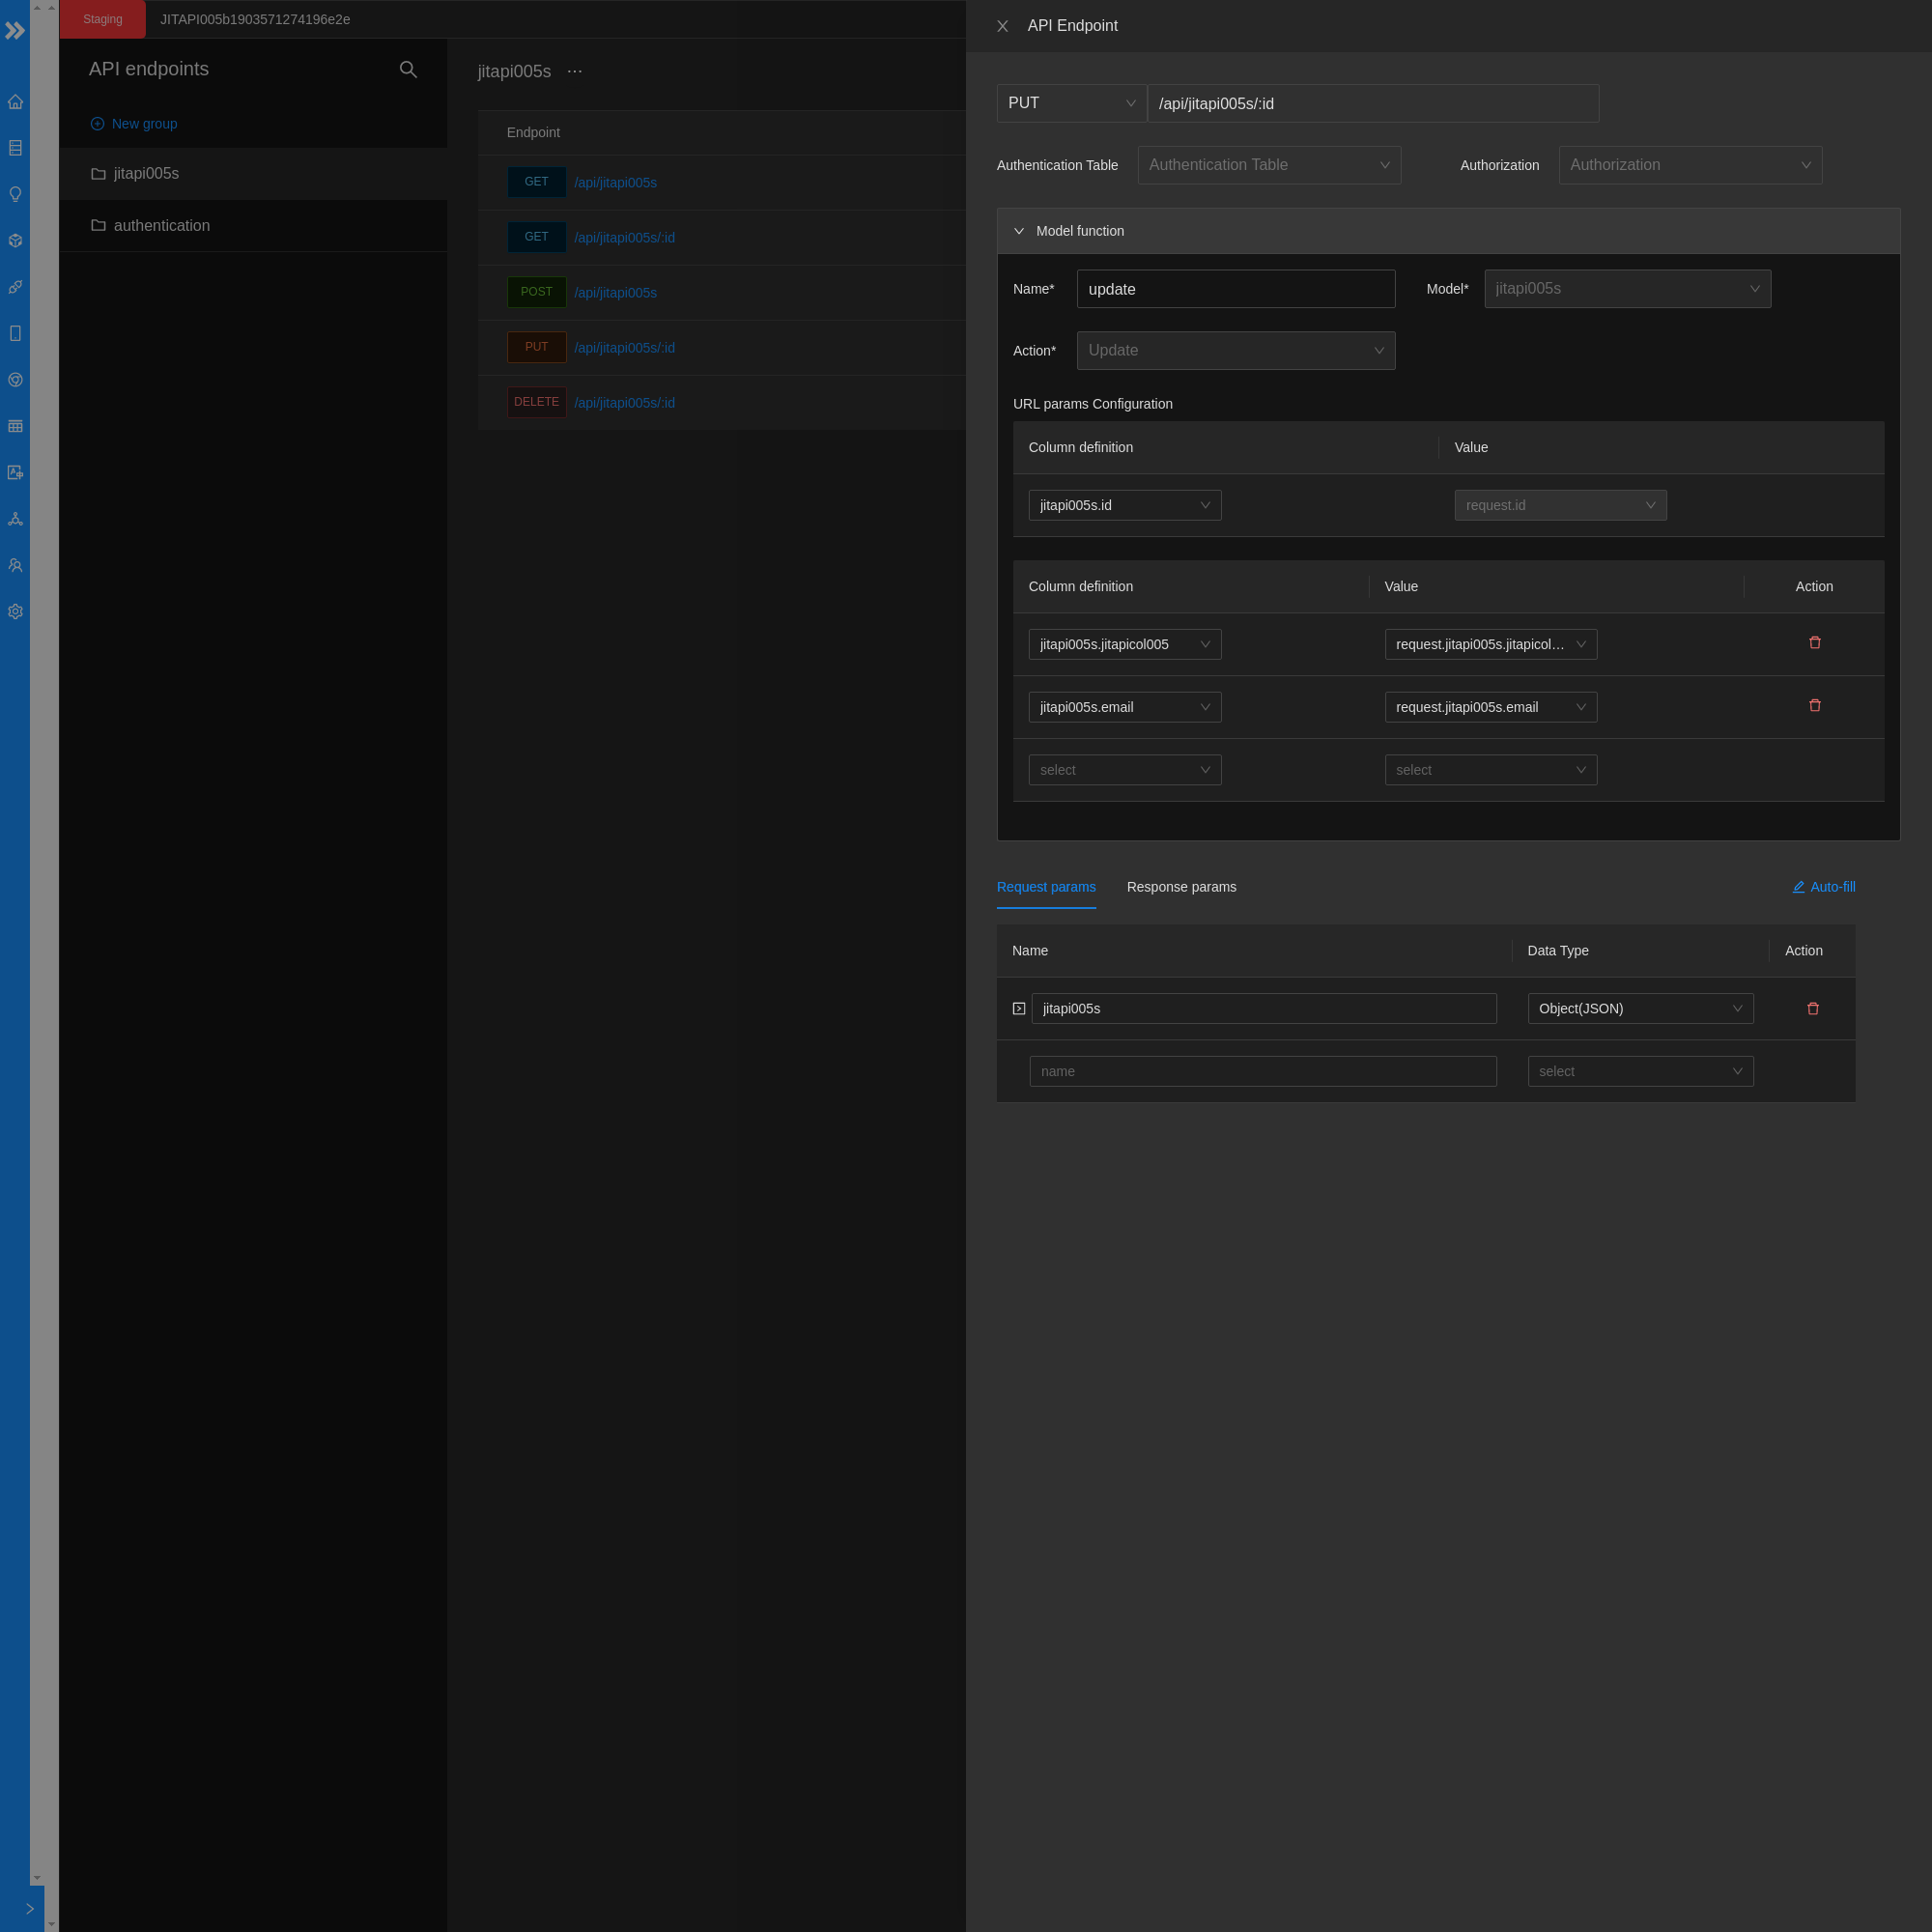 Staging JITAPI005b1903571274196e2e
API endpoints
New group
jitapi005s
authentication
jitapi005s ...
Endpoint
GET /api/jitapi005s
GET /api/jitapi005s/:id
POST /api/jitapi005s
PUT /api/jitapi005s/:id
DELETE /api/jitapi005s/:id
API Endpoint
PUT /api/jitapi005s/:id
Authentication Table Authentication Table Authorization Authorization
Model function
Name* update Model* jitapi005s
Action* Update
URL params Configuration
Column definition Value
jitapi005s.id request.id
Column definition Value Action
jitapi005s.jitapicol005 request.jitapi005s.jitapicol…
jitapi005s.email request.jitapi005s.email
select select
Request params Response params Auto-fill
Name Data Type Action
jitapi005s Object(JSON)
name select